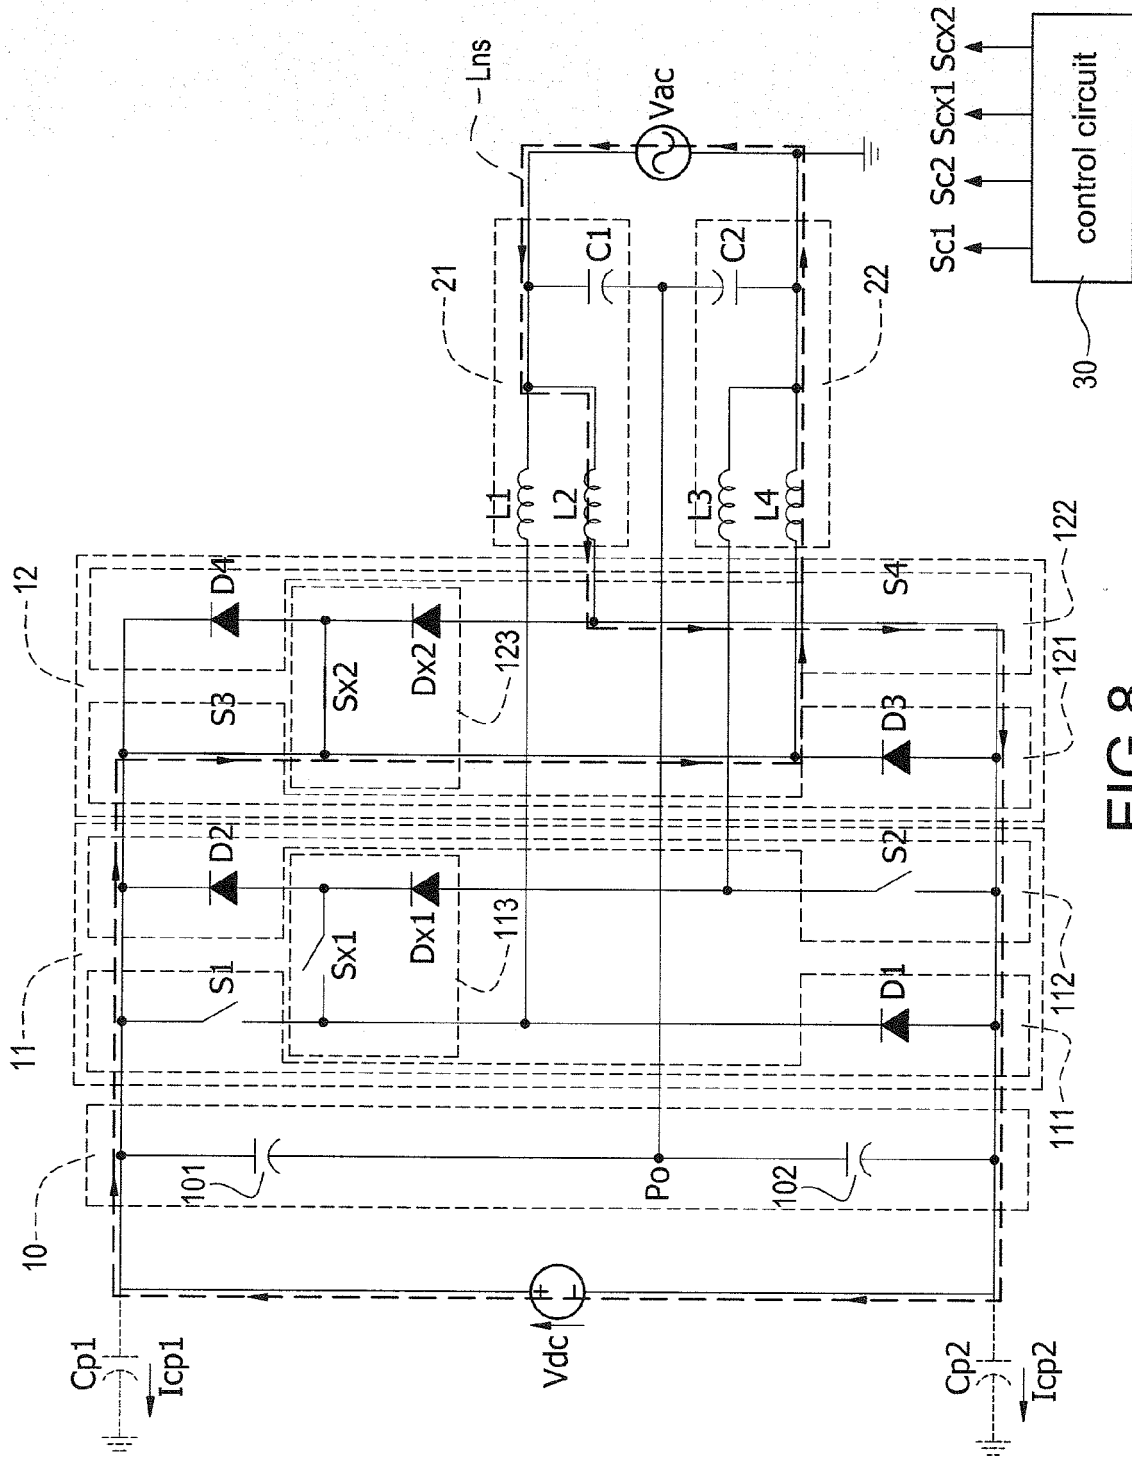 Lns
Vac
Scx2
Scx1
Sc2
Sc1
control circuit
30
21
22
C1
C2
L1
L2
L3
L4
12
D4
S4
122
S3
Sx2
Dx2
123
D3
121
11
D2
S2
Dx1
113
Sx1
S1
D1
112
111
10
101
Po
102
Vdc
+
−
Cp1
Icp1
Cp2
Icp2
FIG.8